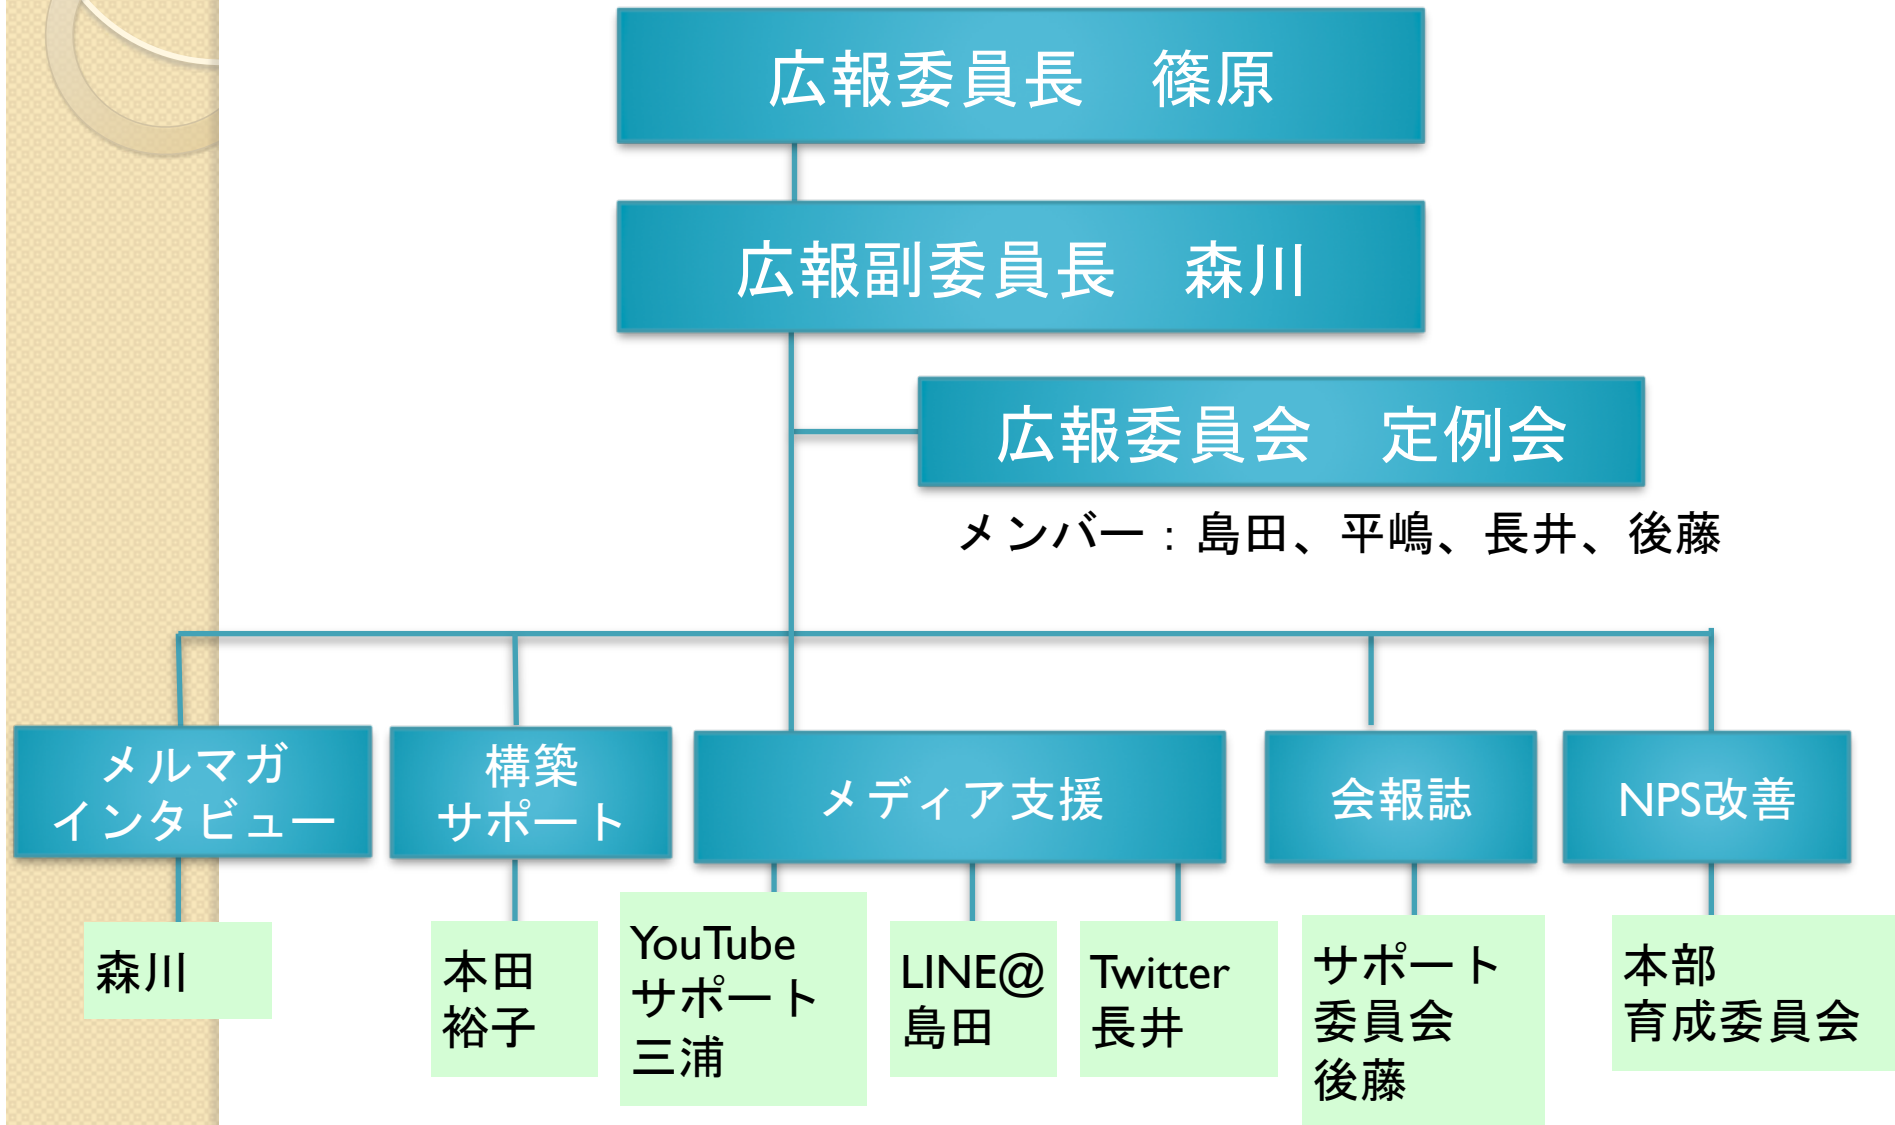 広報委員長　篠原
広報副委員長　森川
広報委員会　定例会
メンバー：島田、平嶋、長井、後藤
メルマガ
インタビュー
構築
サポート
メディア支援
会報誌
NPS改善
森川
本田
裕子
YouTube
サポート
三浦
LINE@
島田
Twitter
長井
サポート
委員会
後藤
本部
育成委員会